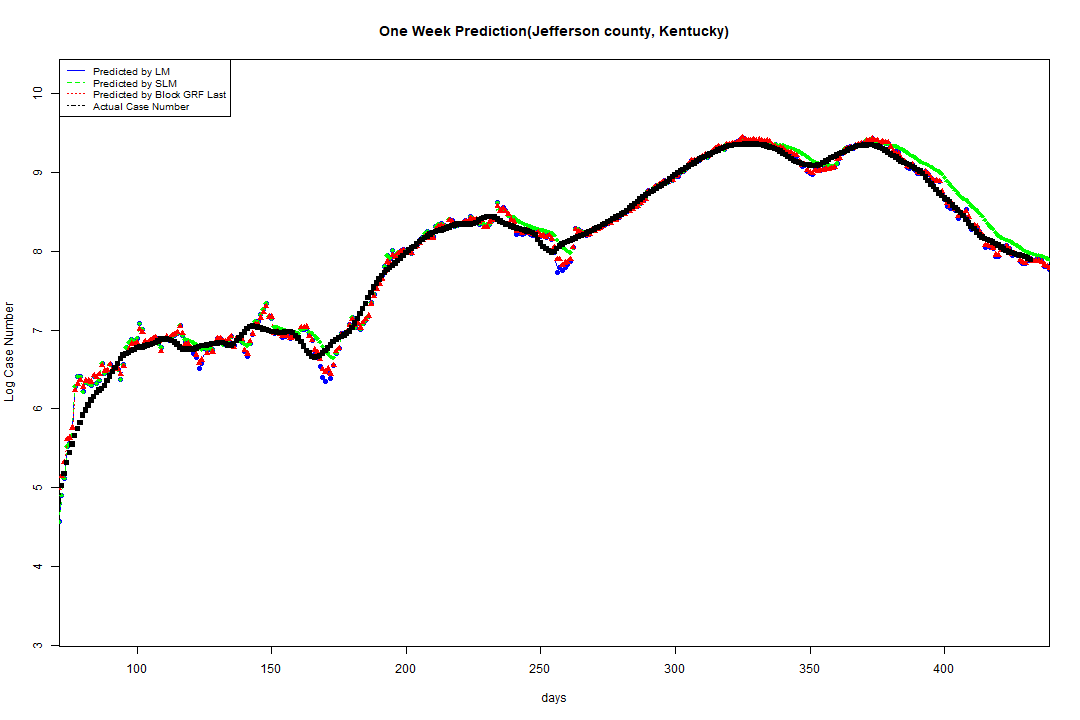 One Week Prediction(Jefferson county, Kentucky)
Predicted by LM
Predicted by SLM
Predicted by Block GRF Last
Actual Case Number
10
9
8
7
6
5
4
3
Log Case Number
100 150 200 250 300 350 400
days